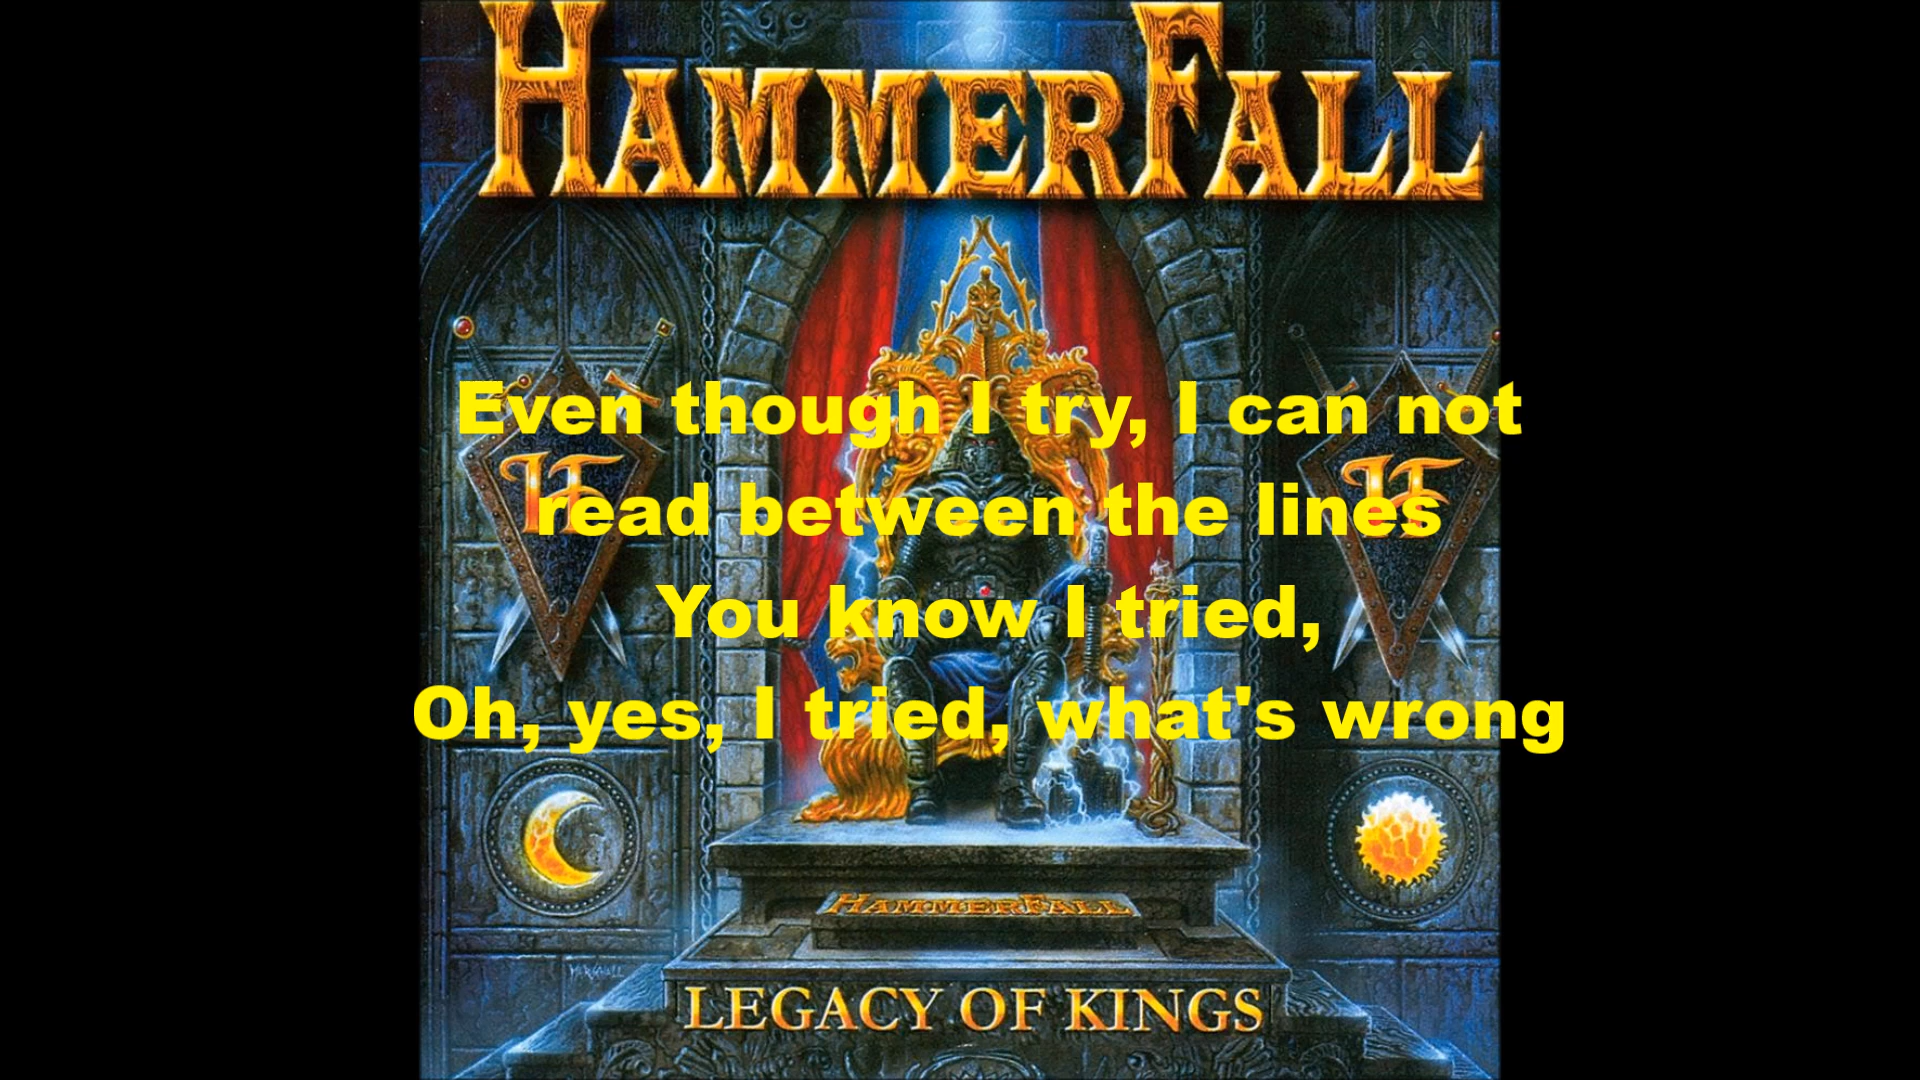 HAMMERFALL
Even though I try, I can not
read between the lines
You know I tried,
Oh, yes, I tried, what's wrong
HAMMERFALL
LEGACY OF KINGS